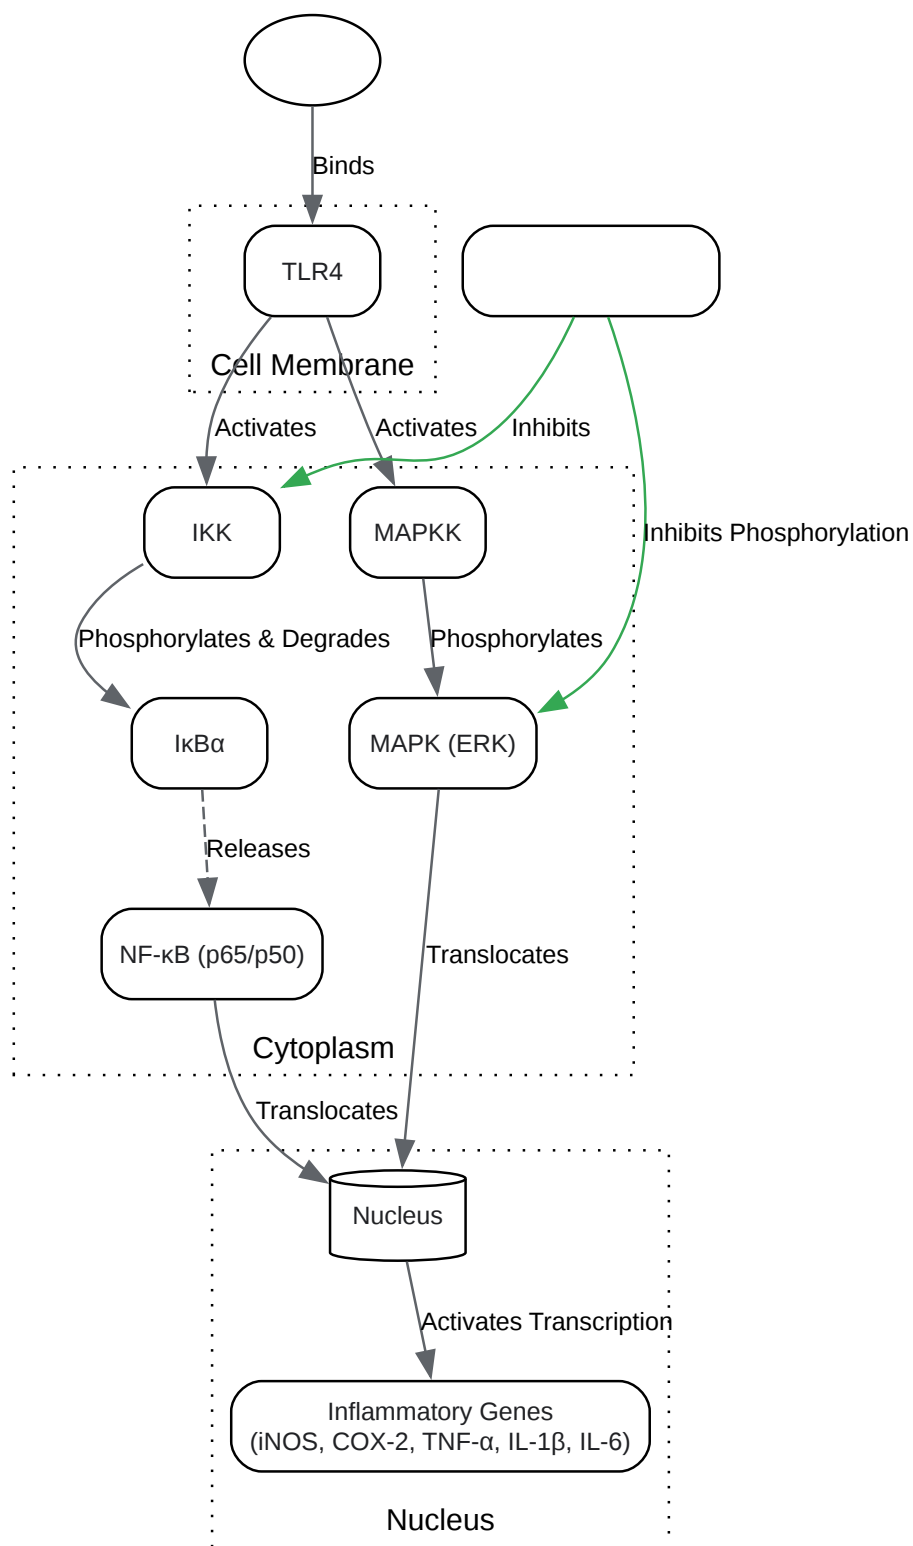 Binds
TLR4
Cell Membrane
Activates
Activates
Inhibits
IKK
MAPKK
Inhibits Phosphorylation
Phosphorylates & Degrades
Phosphorylates
IκBα
MAPK (ERK)
Releases
NF-κB (p65/p50)
Translocates
Cytoplasm
Translocates
Nucleus
Activates Transcription
Inflammatory Genes
(iNOS, COX-2, TNF-α, IL-1β, IL-6)
Nucleus